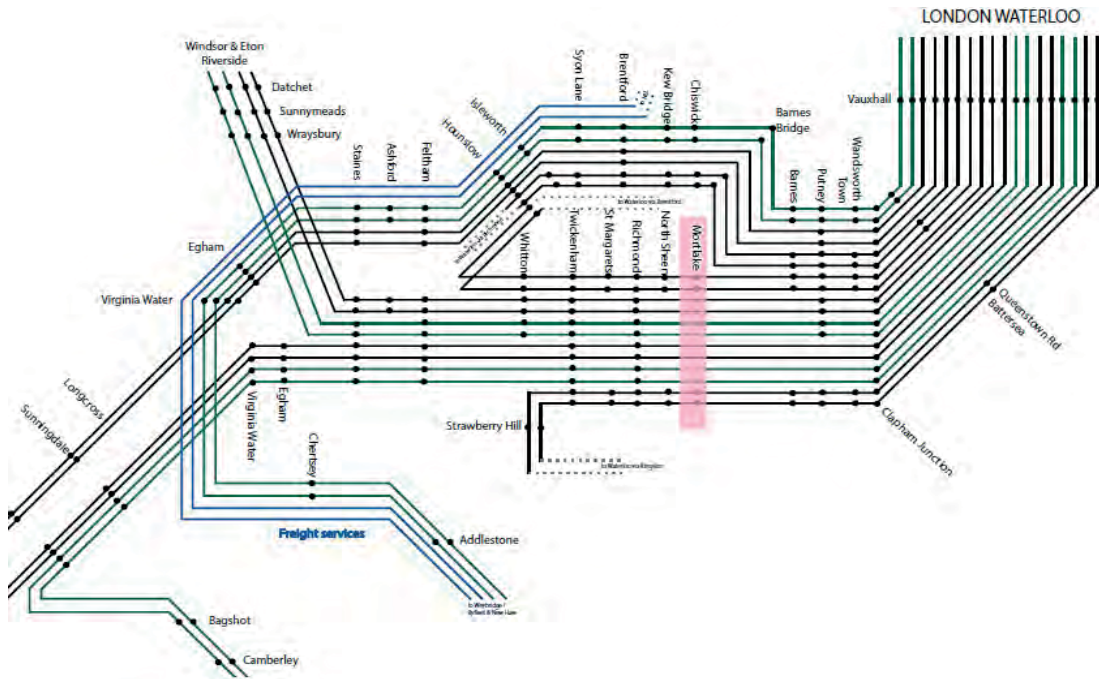 LONDON WATERLOO
Windsor & Eton
Riverside
Datchet
Sunnymeads
Wraysbury
Staines
Ashford
Feltham
Isleworth
Hounslow
Syon Lane
Brentford
Kew Bridge
Chiswick
Barnes
Bridge
Vauxhall
Barnes
Putney
Wandsworth
Town
Egham
Virginia Water
Whitton
Twickenham
St Margarets
Richmond
North Sheen
Mortlake
Queenstown Rd
Battersea
Longcross
Sunningdale
Virginia Water
Egham
Chertsey
Strawberry Hill
Clapham Junction
Freight services
Addlestone
Bagshot
Camberley